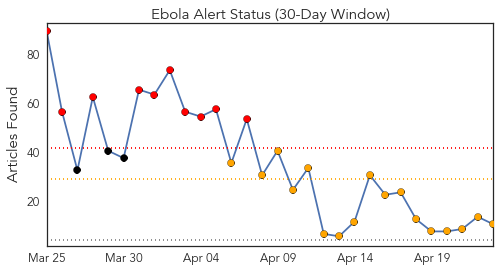 Ebola Alert Status (30-Day Window)
Articles Found
80
60
40
20
Mar 25 Mar 30 Apr 04 Apr 09 Apr 14 Apr 19